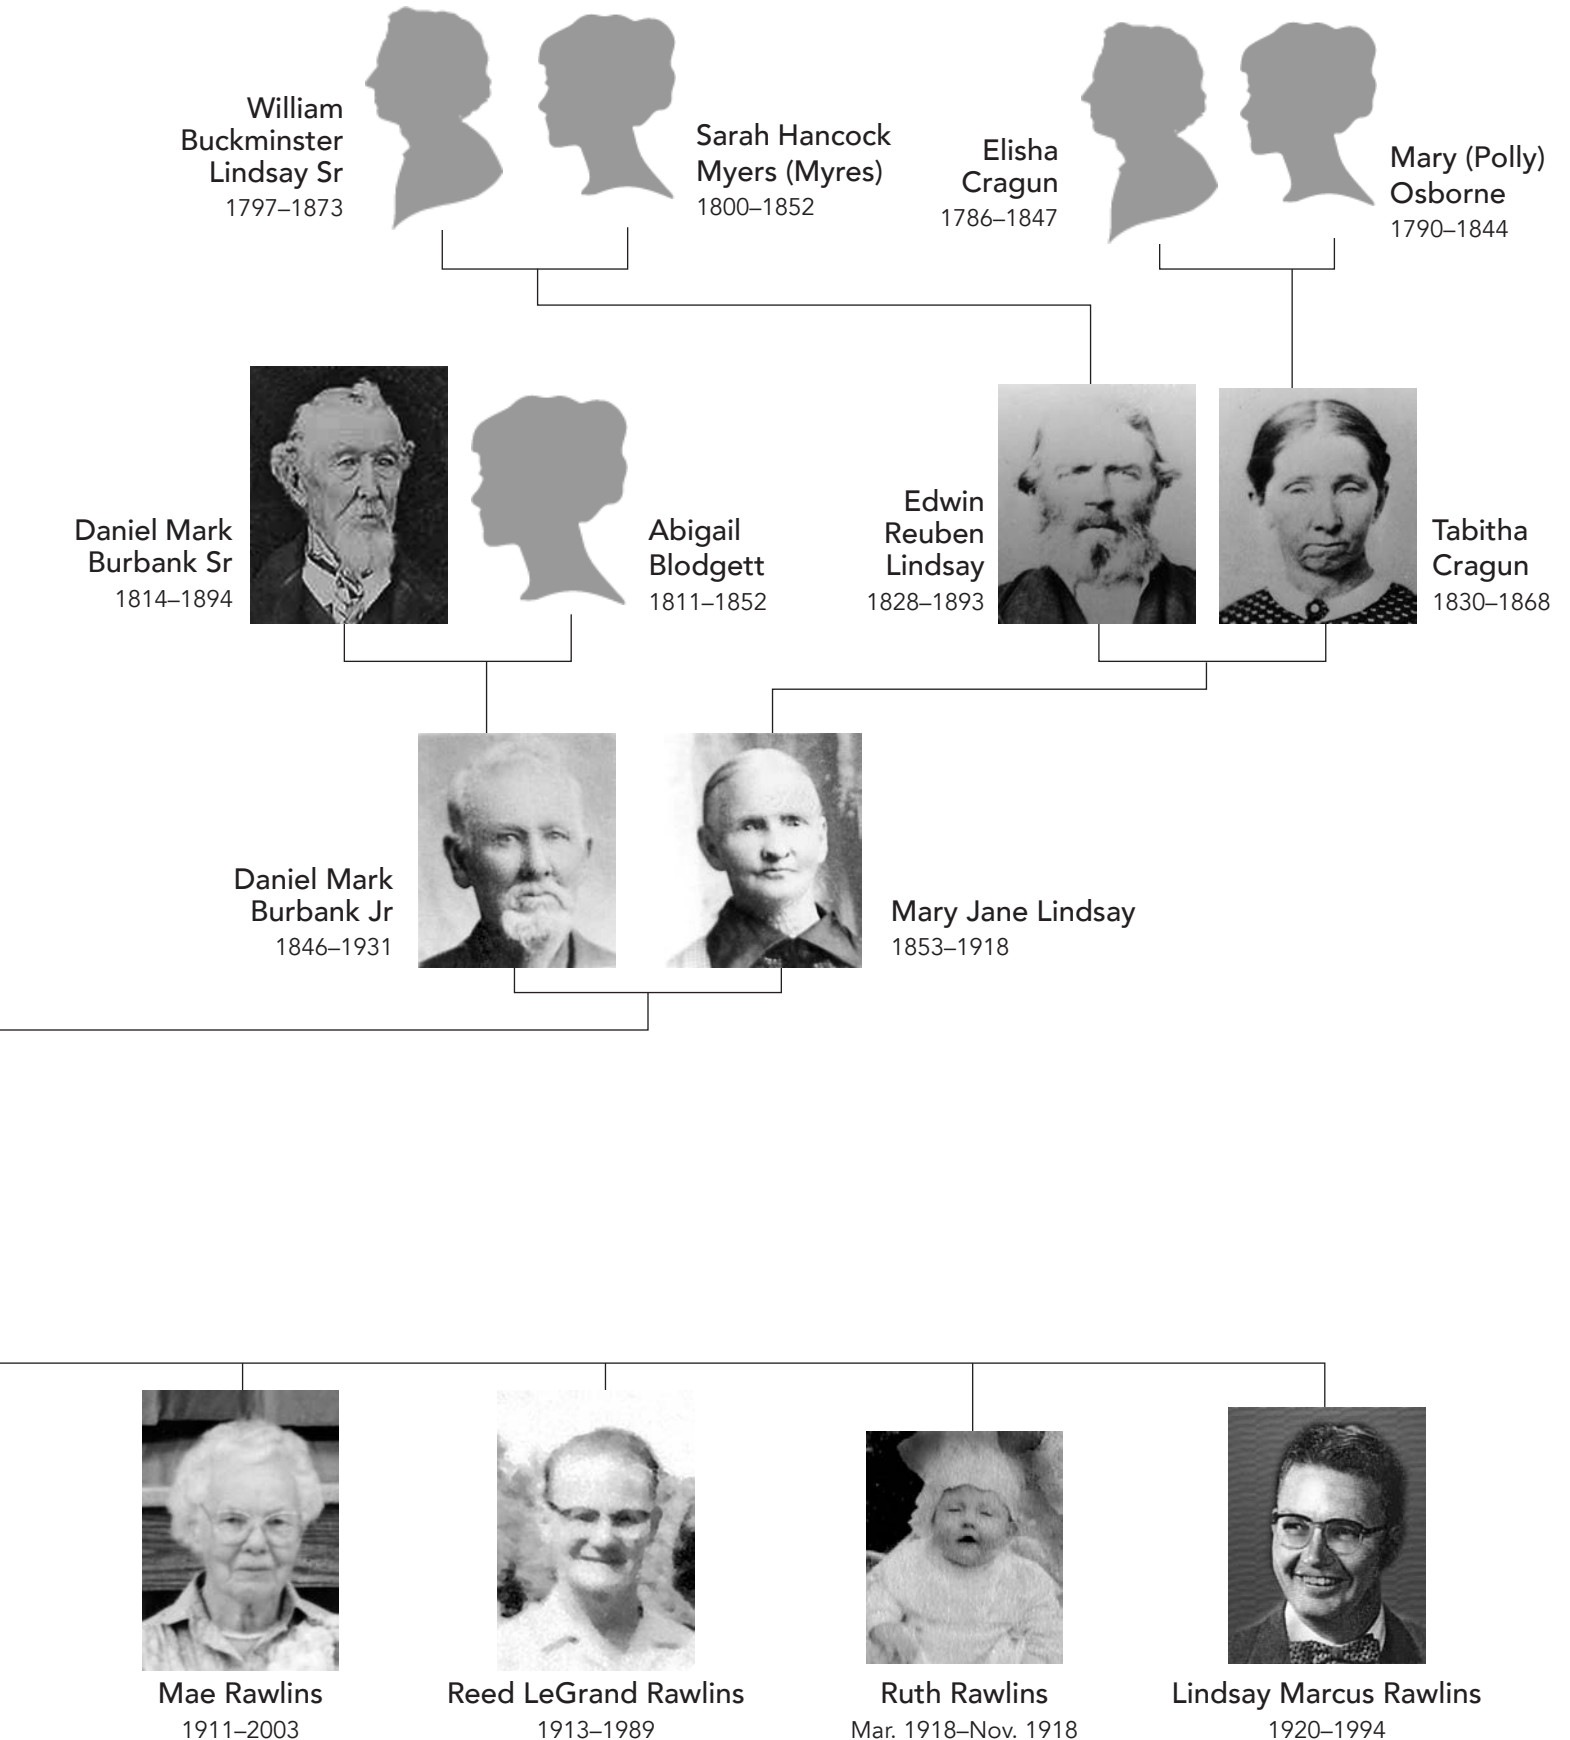 William
Buckminster
Lindsay Sr
1797–1873
Sarah Hancock
Myers (Myres)
1800–1852
Elisha
Cragun
1786–1847
Mary (Polly)
Osborne
1790–1844
Daniel Mark
Burbank Sr
1814–1894
Abigail
Blodgett
1811–1852
Edwin
Reuben
Lindsay
1828–1893
Tabitha
Cragun
1830–1868
Daniel Mark
Burbank Jr
1846–1931
Mary Jane Lindsay
1853–1918
Mae Rawlins
1911–2003
Reed LeGrand Rawlins
1913–1989
Ruth Rawlins
Mar. 1918–Nov. 1918
Lindsay Marcus Rawlins
1920–1994